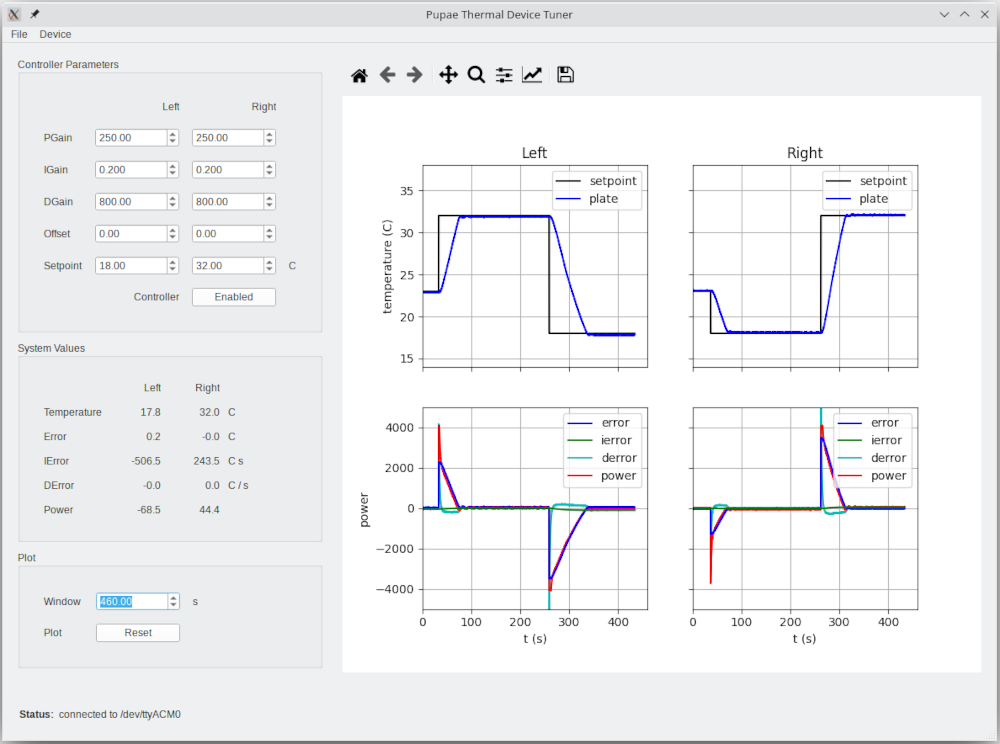 Pupae Thermal Device Tuner
File Device
Controller Parameters
Left Right
PGain 250.00 250.00
IGain 0.200 0.200
DGain 800.00 800.00
Offset 0.00 0.00
Setpoint 18.00 32.00 C
Controller Enabled
System Values
Left Right
Temperature 17.8 32.0 C
Error 0.2 -0.0 C
IError -506.5 243.5 C s
DError -0.0 0.0 C / s
Power -68.5 44.4
Plot
Window 460.00 s
Plot Reset
Status: connected to /dev/ttyACM0
Left
setpoint
plate
35
30
25
20
15
temperature (C)
Right
setpoint
plate
error
ierror
derror
power
4000
2000
0
−2000
−4000
power
0 100 200 300 400
t (s)
error
ierror
derror
power
0 100 200 300 400
t (s)